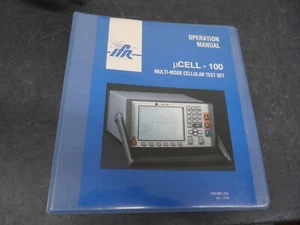 IFR
OPERATION
MANUAL
µCELL - 100
MULTI-MODE CELLULAR TEST SET